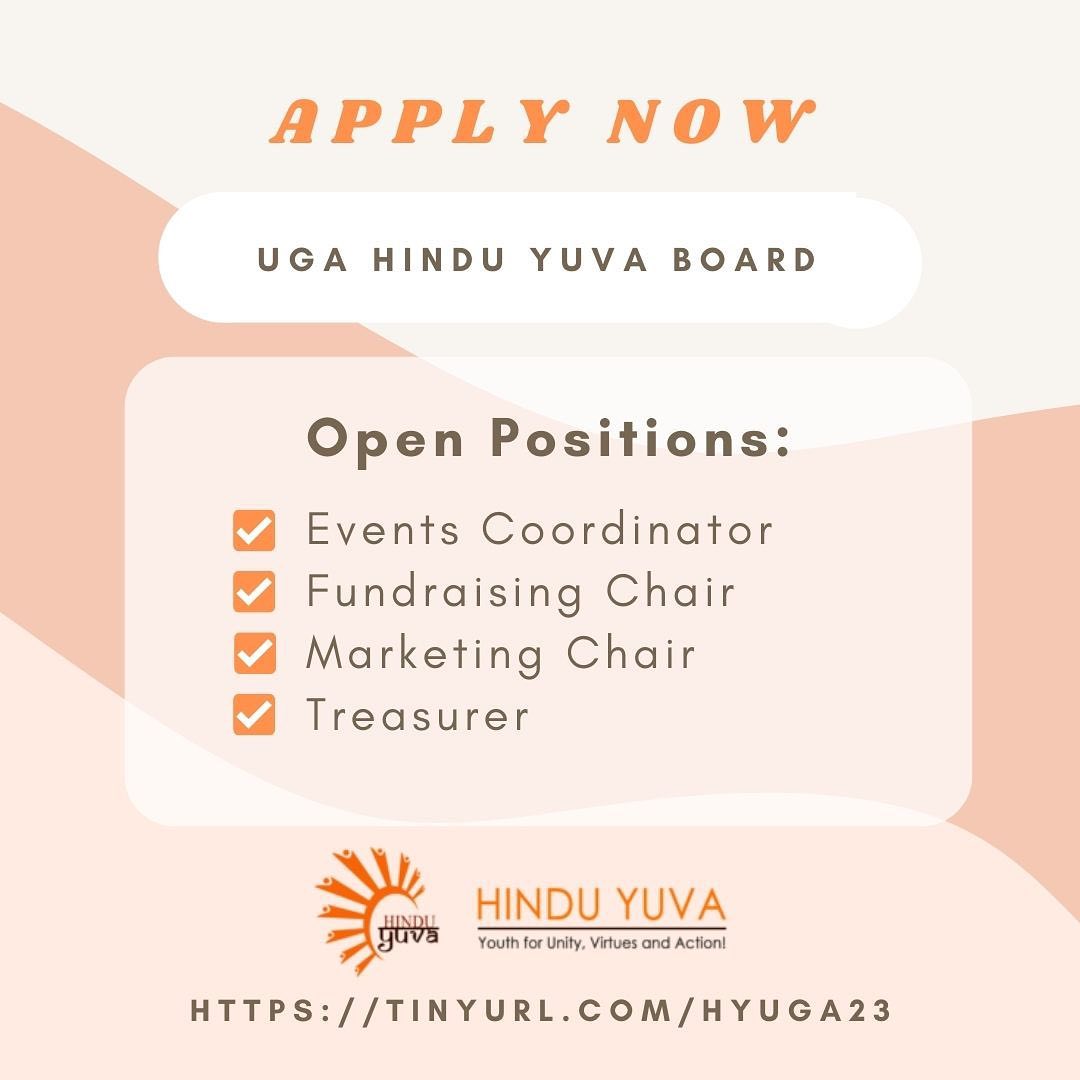 APPLY NOW
UGA HINDU YUVA BOARD
Open Positions:
Events Coordinator
Fundraising Chair
Marketing Chair
Treasurer
HINDU
yuva
HINDU YUVA
Youth for Unity, Virtues and Action!
HTTPS://TINYURL.COM/HYUGA23